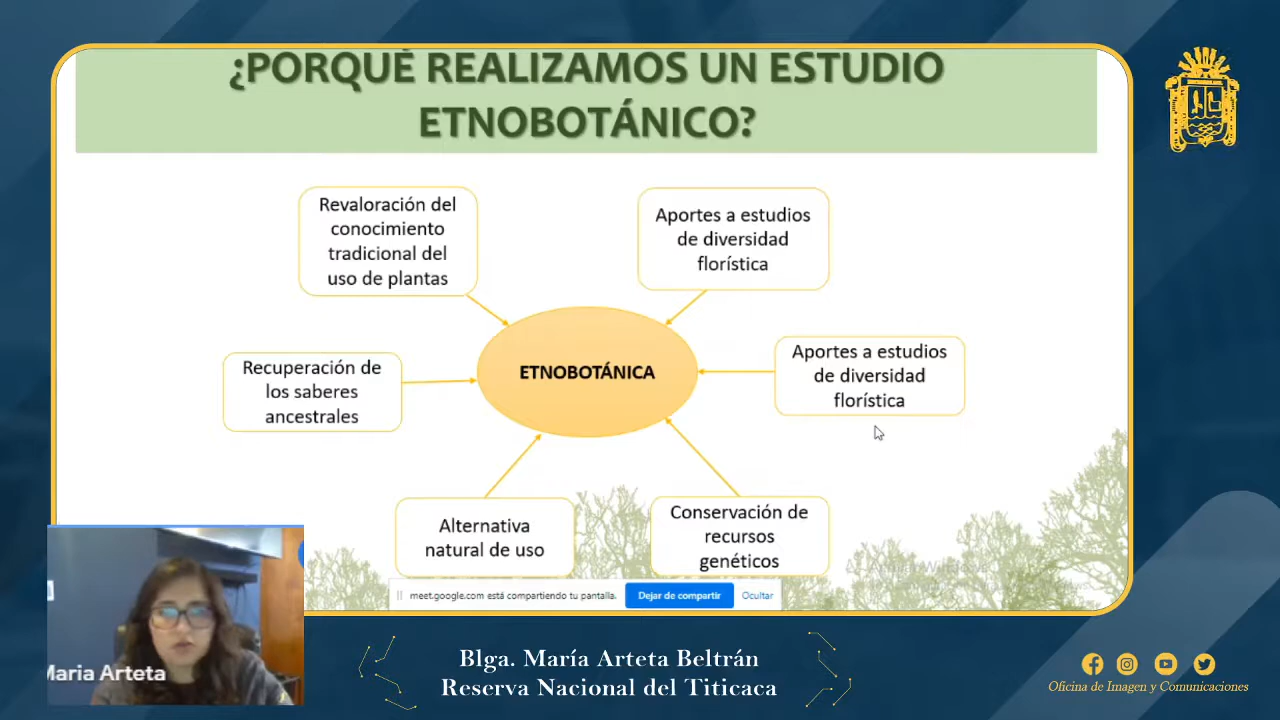 ¿PORQUÉ REALIZAMOS UN ESTUDIO
ETNOBOTÁNICO?
Revaloración del
conocimiento
tradicional del
uso de plantas
Aportes a estudios
de diversidad
florística
Recuperación de
los saberes
ancestrales
ETNOBOTÁNICA
Aportes a estudios
de diversidad
florística
Alternativa
natural de uso
Conservación de
recursos
genéticos
meet.google.com está compartiendo tu pantalla.
Dejar de compartir
Ocultar
Maria Arteta
Blga. María Arteta Beltrán
Reserva Nacional del Titicaca
Oficina de Imagen y Comunicaciones